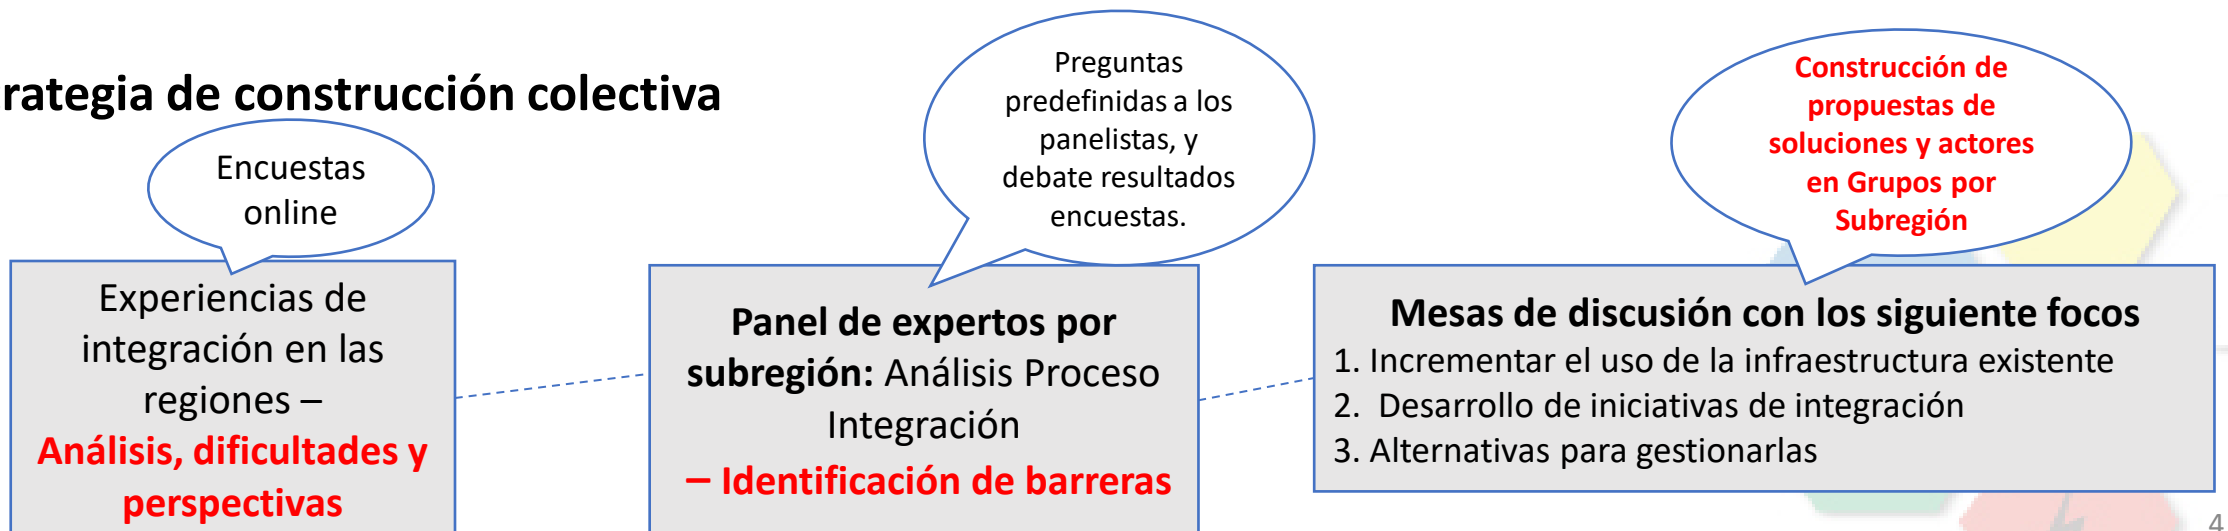 rategia de construcción colectiva
Encuestas
online
Experiencias de
integración en las
regiones –
Análisis, dificultades y
perspectivas
Preguntas
predefinidas a los
panelistas, y
debate resultados
encuestas.
Panel de expertos por
subregión: Análisis Proceso
Integración
– Identificación de barreras
Construcción de
propuestas de
soluciones y actores
en Grupos por
Subregión
Mesas de discusión con los siguiente focos
1. Incrementar el uso de la infraestructura existente
2. Desarrollo de iniciativas de integración
3. Alternativas para gestionarlas
4